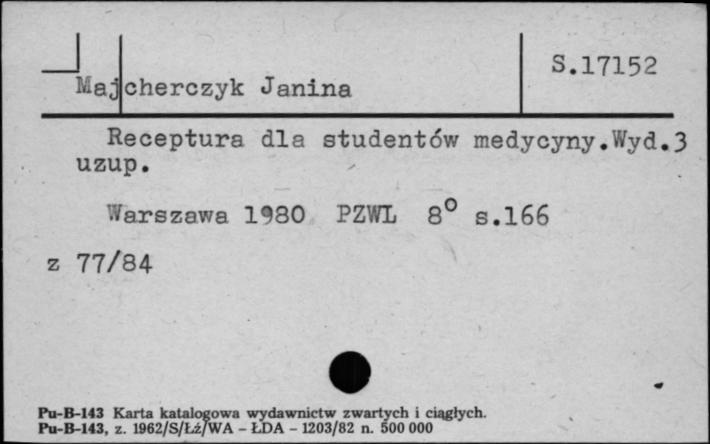 S.17152
Majcherczyk Janina
Receptura dla studentów medycyny.Wyd.3
uzup.
Warszawa 1980 PZWL 8° s.166
z 77/84
Pu-B-143 Karta katalogowa wydawnictw zwartych i ciągłych.
Pu-B-143, z. 1962/S/Łź/WA - ŁDA - 1203/82 n. 500 000